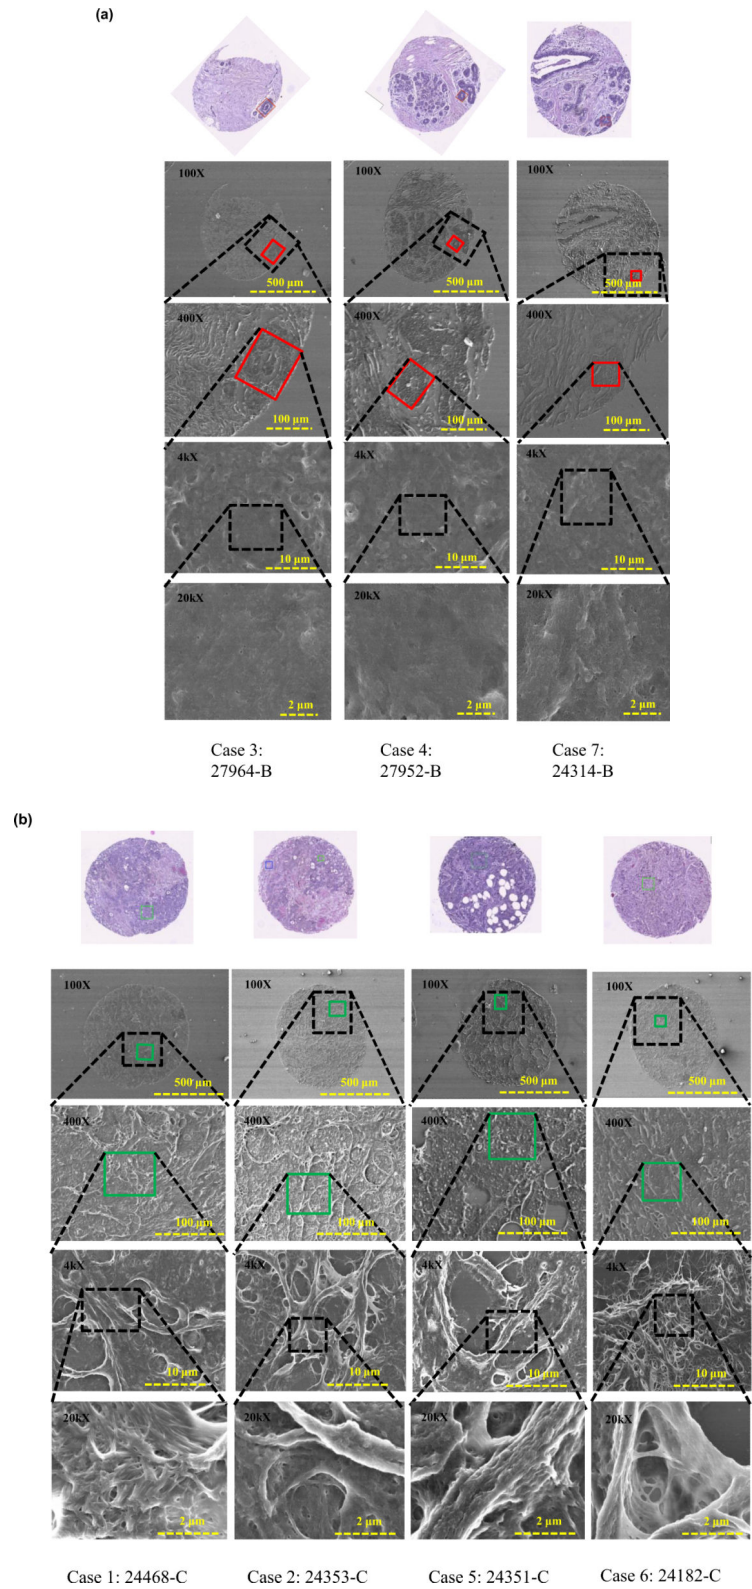 (a)
100X
100X
100X
500 µm
500 µm
500 µm
400X
400X
400X
100 µm
100 µm
100 µm
4kX
4kX
4kX
10 µm
10 µm
10 µm
20kX
20kX
20kX
2 µm
2 µm
2 µm
Case 3:
27964-B
Case 4:
27952-B
Case 7:
24314-B
(b)
100X
100X
100X
100X
500 µm
500 µm
500 µm
500 µm
400X
400X
400X
400X
100 µm
100 µm
100 µm
100 µm
4kX
4kX
4kX
4kX
10 µm
10 µm
10 µm
10 µm
20kX
20kX
20kX
20kX
2 µm
2 µm
2 µm
2 µm
Case 1: 24468-C
Case 2: 24353-C
Case 5: 24351-C
Case 6: 24182-C